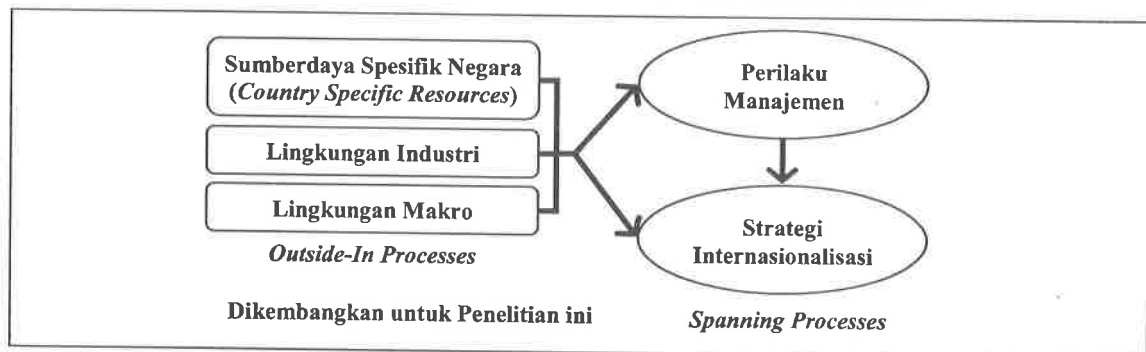 Sumberdaya Spesifik Negara
(Country Specific Resources)
Lingkungan Industri
Lingkungan Makro
Outside-In Processes
Dikembangkan untuk Penelitian ini
Perilaku
Manajemen
Strategi
Internasionalisasi
Spanning Processes